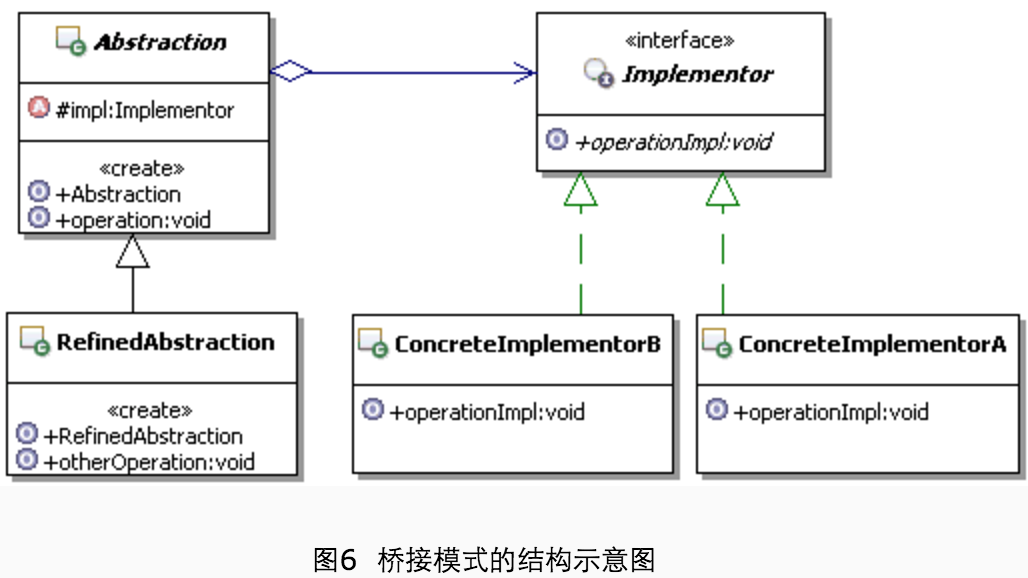 Abstraction
#impl:Implementor
«create»
+Abstraction
+operation:void
«interface»
Implementor
+operationImpl:void
RefinedAbstraction
«create»
+RefinedAbstraction
+otherOperation:void
ConcreteImplementorB
+operationImpl:void
ConcreteImplementorA
+operationImpl:void
图6 桥接模式的结构示意图